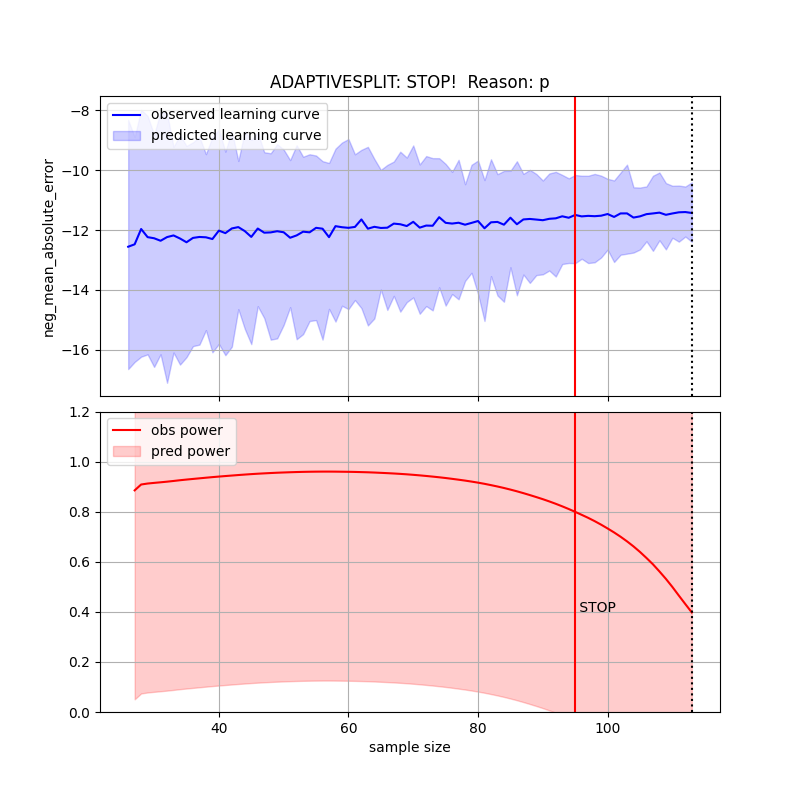 ADAPTIVESPLIT: STOP!  Reason: p
observed learning curve
predicted learning curve
neg_mean_absolute_error
−8
−10
−12
−14
−16
obs power
pred power
1.2
1.0
0.8
0.6
0.4
0.2
0.0
STOP
40
60
80
100
sample size